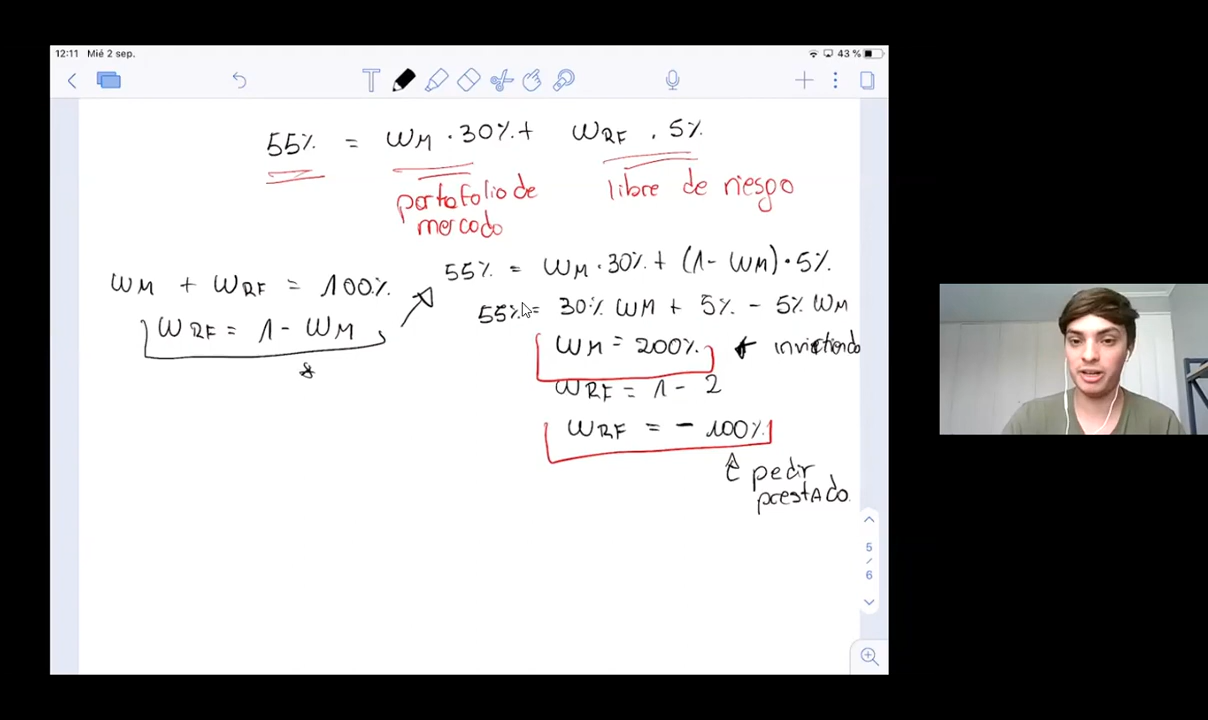 12:11 Mié 2 sep.
43 %
T
55% = WM · 30% + WRF . 5%
portafolio de mercado
libre de riesgo
WM + WRF = 100%
WRF = 1 - WM
*
55% = WM · 30% + (1 - WM) · 5%
55% = 30% WM + 5% - 5% WM
WM = 200% ←
WRF = 1 - 2
WRF = - 100%
↑ pedir
prestado
5
/
6